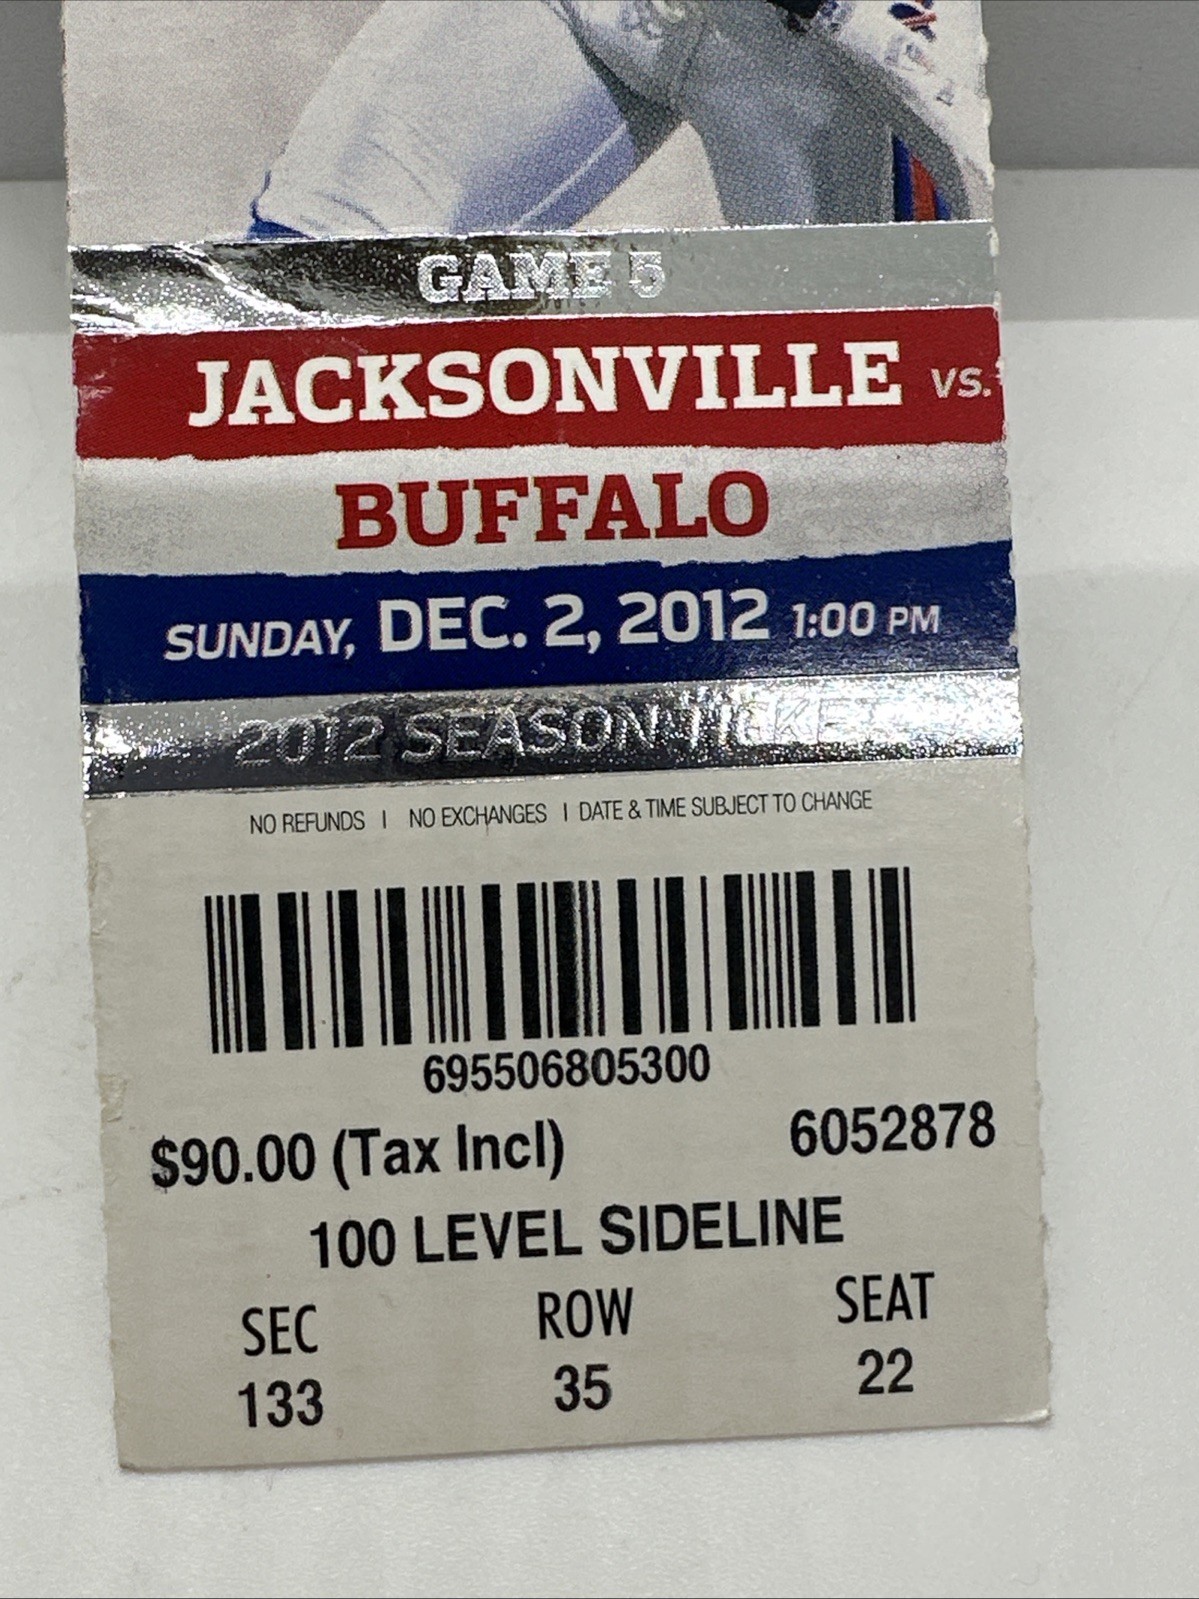 GAME 5
JACKSONVILLE VS.
BUFFALO
SUNDAY, DEC. 2, 2012 1:00 PM
2012 SEASON TICKET
NO REFUNDS | NO EXCHANGES | DATE & TIME SUBJECT TO CHANGE
695506805300
$90.00 (Tax Incl) 6052878
100 LEVEL SIDELINE
SEC ROW SEAT
133 35 22